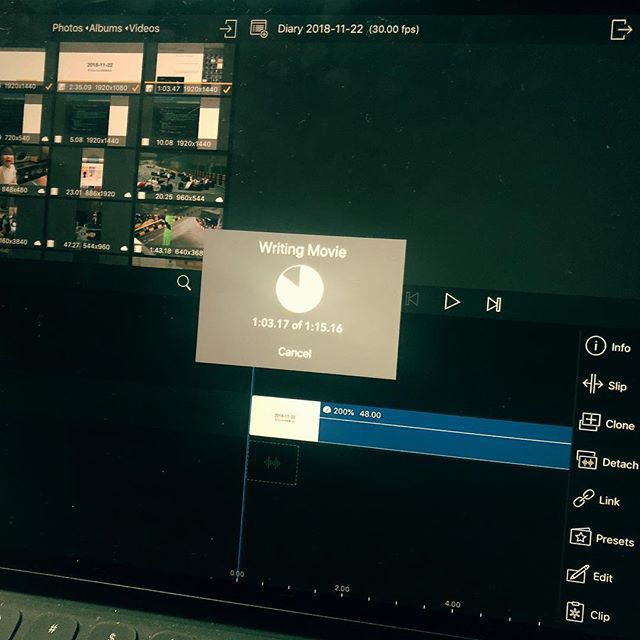 Photos ◂Albums ◂Videos
Diary 2018-11-22 (30.00 fps)
1920x1440
2018-11-22
2:35.09 1920x1080
1:03.47 1920x1440
720x540
5.08 1920x1440
10.08 1920x1440
848x480
23.01 886x1920
20.25 960x544
47.27 544x960
1:43.18
Writing Movie
1:03.17 of 1:15.16
Cancel
Info
Slip
Clone
Detach
Link
Presets
Edit
Clip
2018-11-22
200% 48.00
0.00
2.00
4.00
#
$